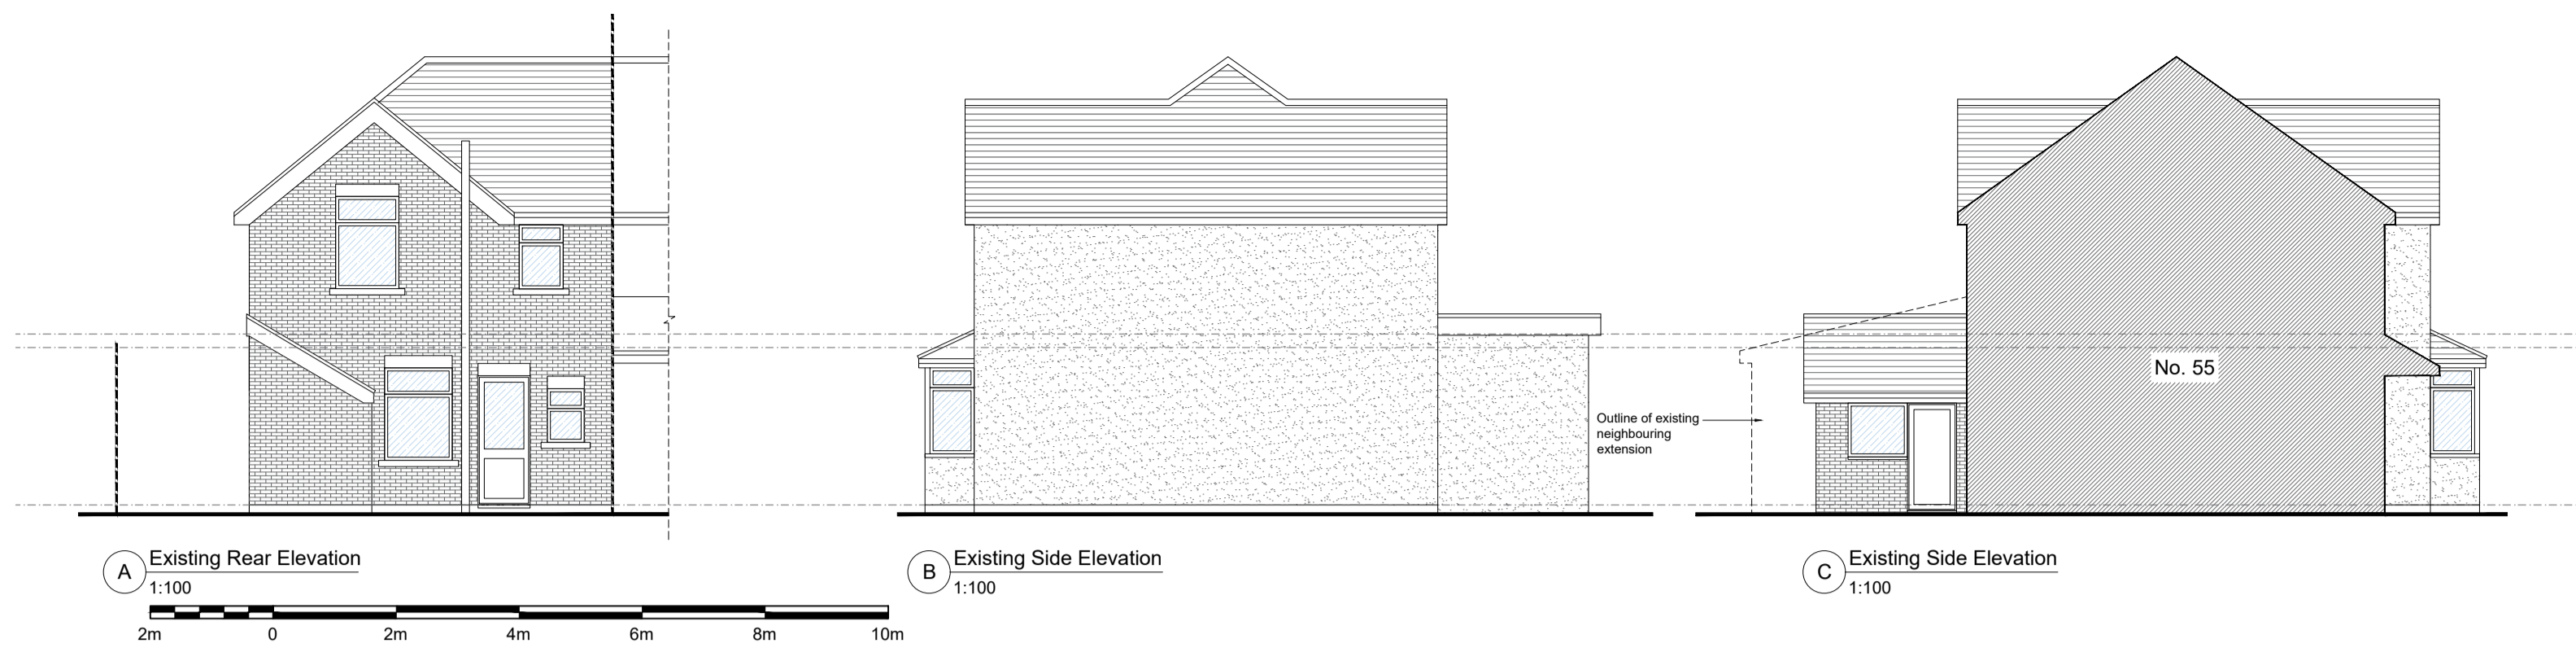 No. 55
Outline of existing
neighbouring
extension
A
Existing Rear Elevation
1:100
B
Existing Side Elevation
1:100
C
Existing Side Elevation
1:100
2m 0 2m 4m 6m 8m 10m